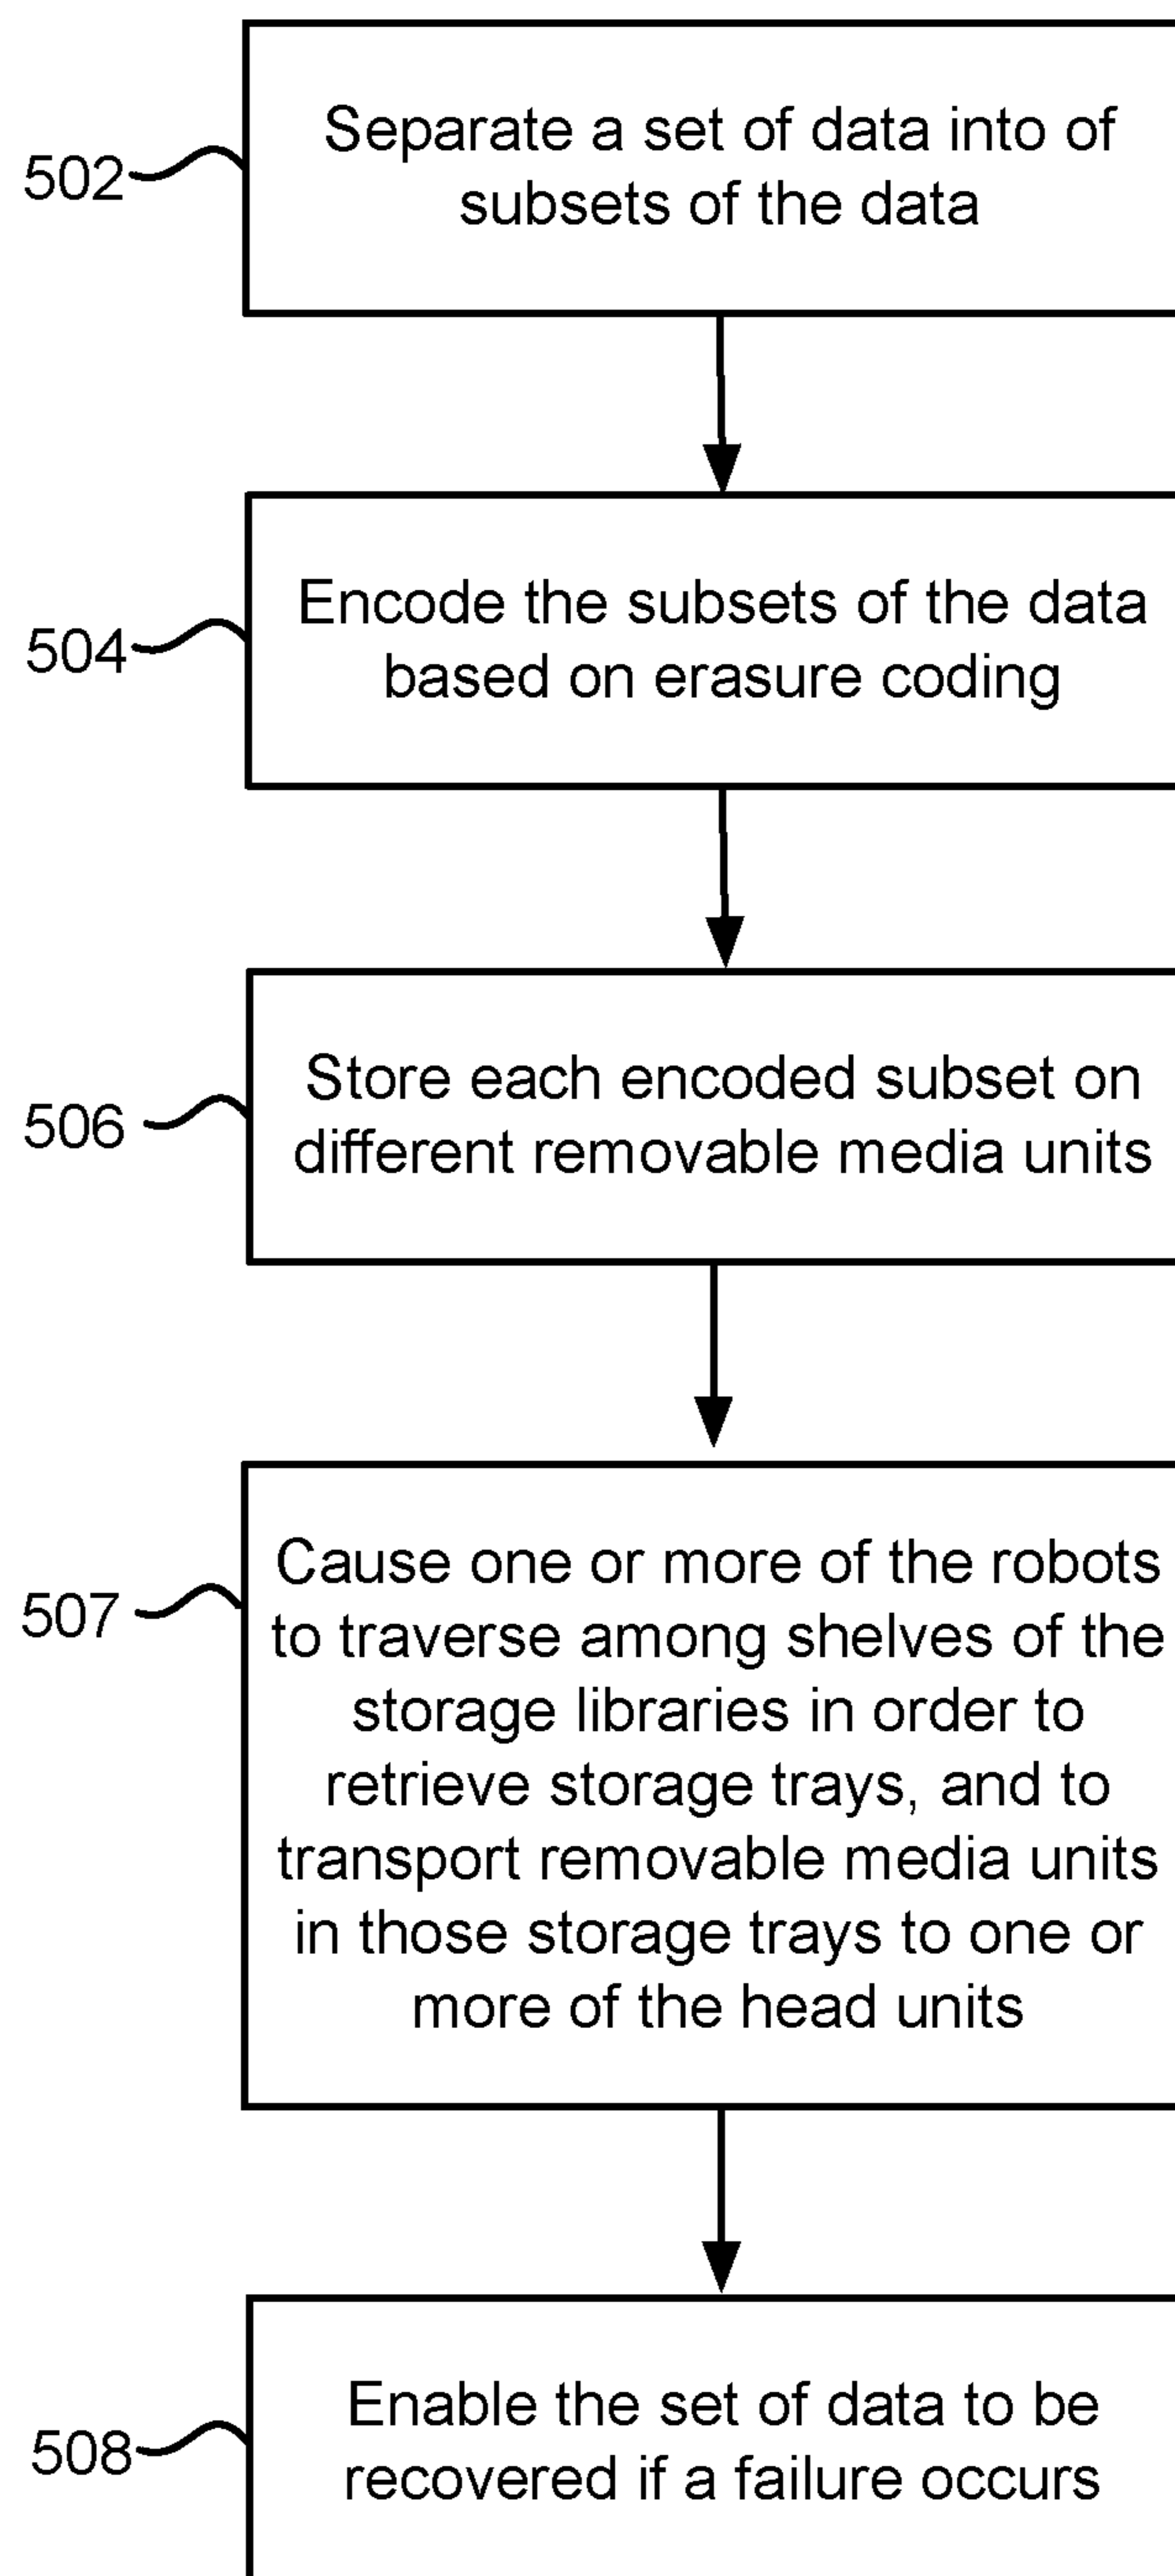 Separate a set of data into of
subsets of the data
502
Encode the subsets of the data
based on erasure coding
504
Store each encoded subset on
different removable media units
506
Cause one or more of the robots
to traverse among shelves of the
storage libraries in order to
retrieve storage trays, and to
transport removable media units
in those storage trays to one or
more of the head units
507
Enable the set of data to be
recovered if a failure occurs
508